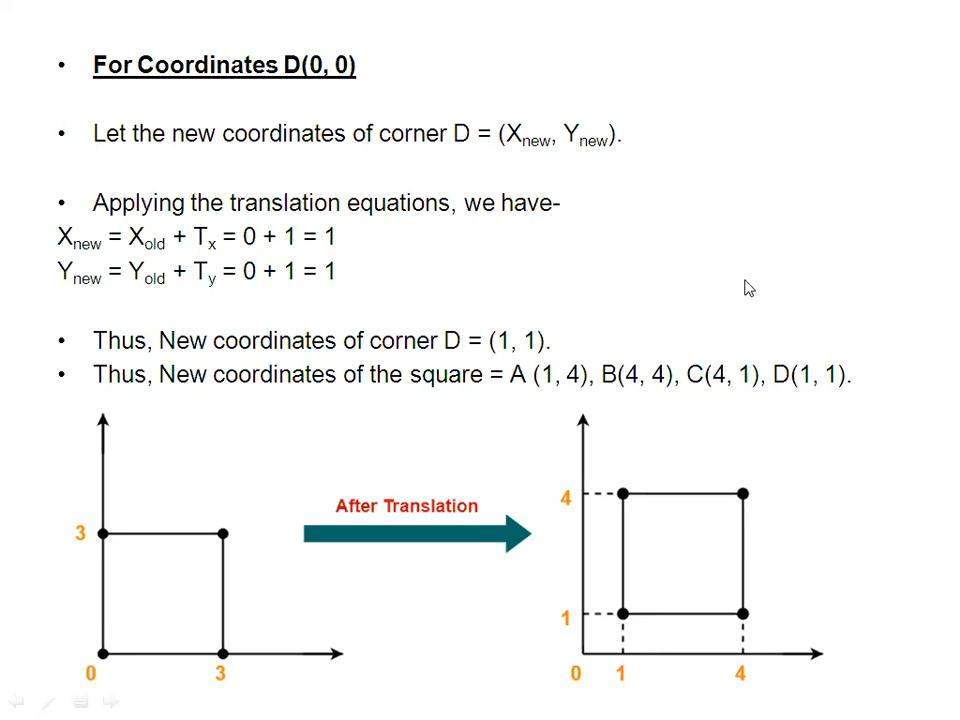 • For Coordinates D(0, 0)
• Let the new coordinates of corner D = (Xnew, Ynew).
• Applying the translation equations, we have-
Xnew = Xold + Tx = 0 + 1 = 1
Ynew = Yold + Ty = 0 + 1 = 1
• Thus, New coordinates of corner D = (1, 1).
• Thus, New coordinates of the square = A (1, 4), B(4, 4), C(4, 1), D(1, 1).
3
0
3
After Translation
4
1
0
1
4